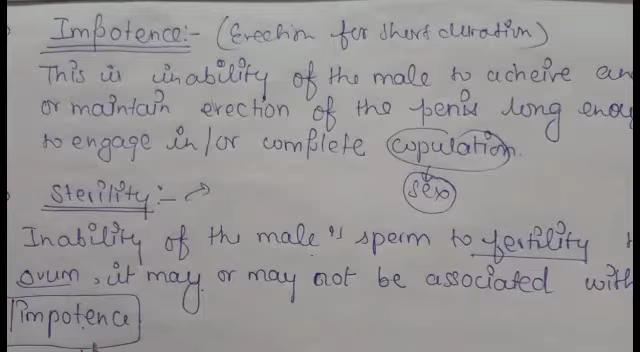 Impotence:- (Erection for short duration)
This is inability of the male to acheive an
or maintain erection of the penis long enoug
to engage in/or complete copulation.
sex
Sterility:- →
Inability of the male's sperm to fertility
ovum, it may or may not be associated with
impotence